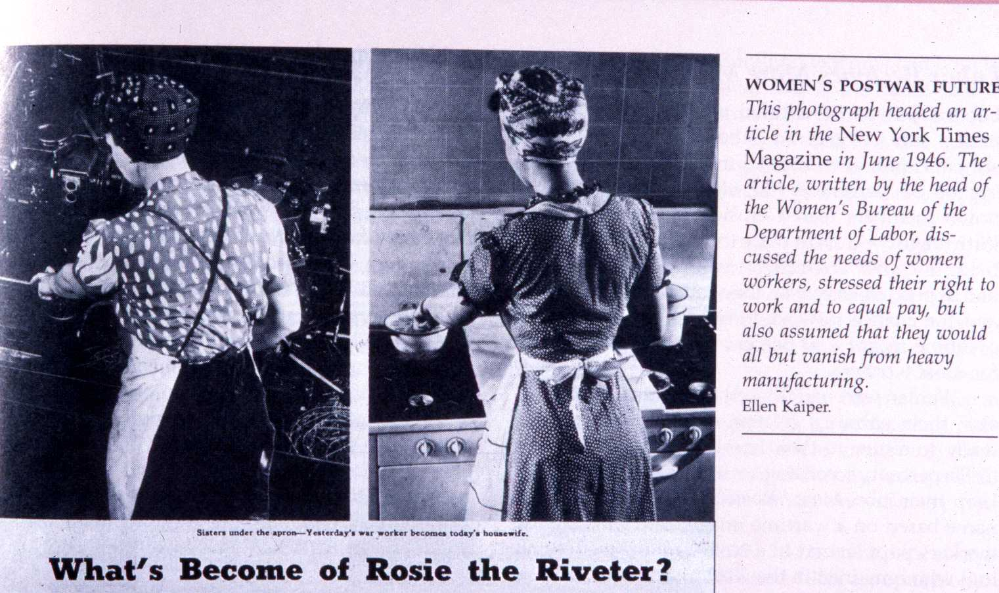 WOMEN'S POSTWAR FUTURE
This photograph headed an ar-
ticle in the New York Times
Magazine in June 1946. The
article, written by the head of
the Women's Bureau of the
Department of Labor, dis-
cussed the needs of women
workers, stressed their right to
work and to equal pay, but
also assumed that they would
all but vanish from heavy
manufacturing.
Ellen Kaiper.
Sisters under the apron—Yesterday's war worker becomes today's housewife.
What's Become of Rosie the Riveter?